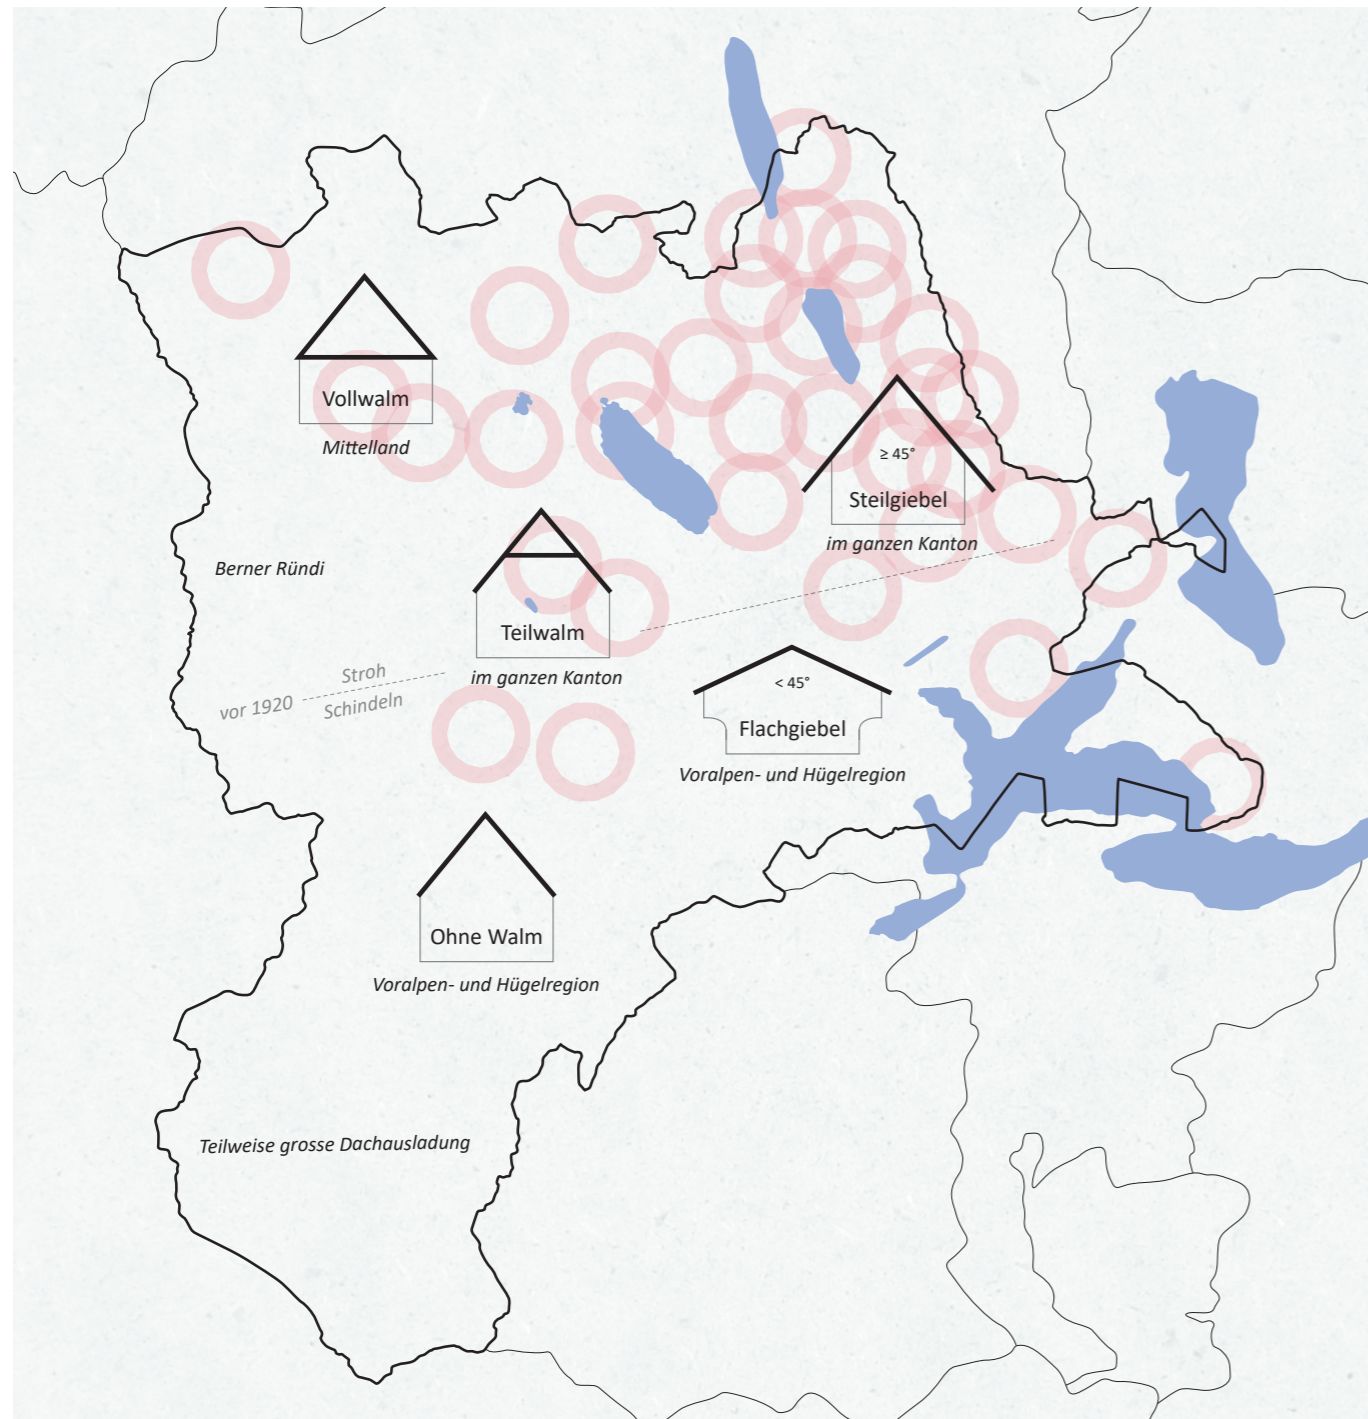 Vollwalm
Mittelland
≥ 45°
Steilgiebel
im ganzen Kanton
Berner Ründi
Teilwalm
im ganzen Kanton
vor 1920
Stroh
Schindeln
< 45°
Flachgiebel
Voralpen- und Hügelregion
Ohne Walm
Voralpen- und Hügelregion
Teilweise grosse Dachausladung